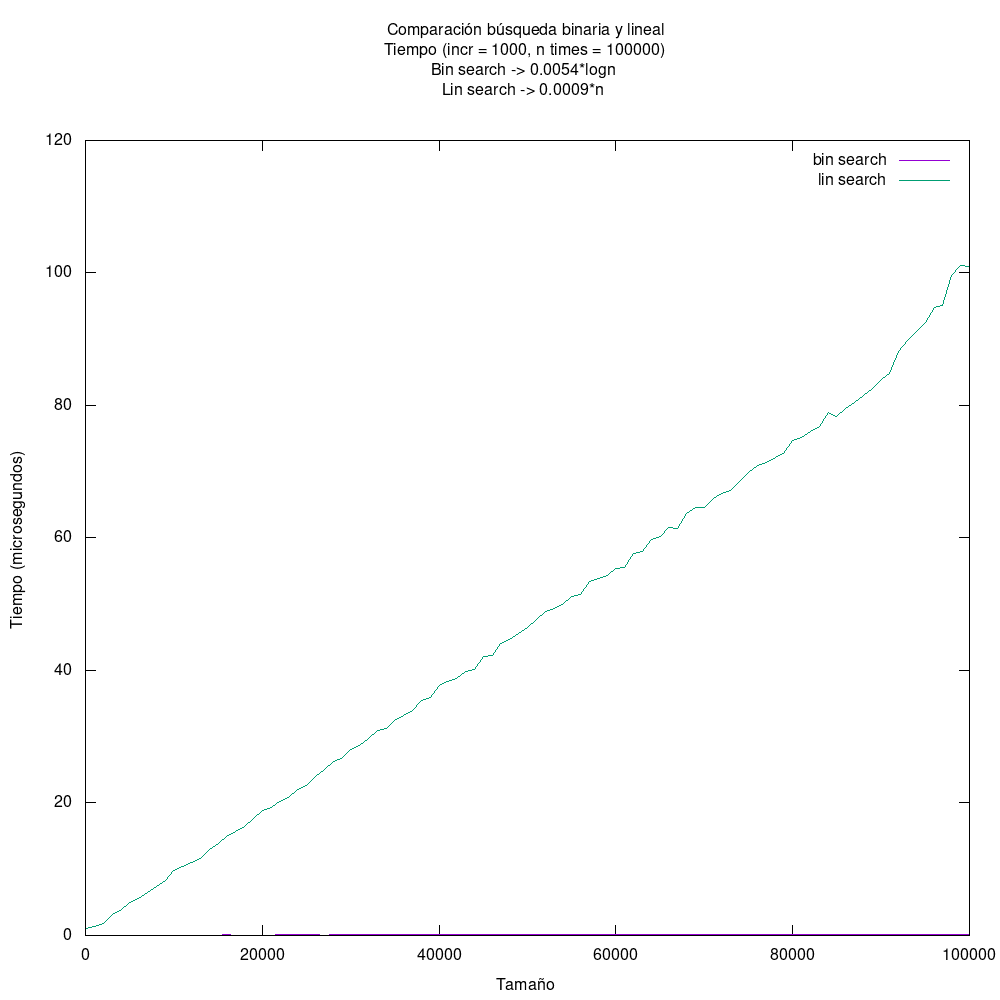 Comparación búsqueda binaria y lineal
Tiempo (incr = 1000, n times = 100000)
Bin search -> 0.0054*logn
Lin search -> 0.0009*n
120
bin search
lin search
100
80
60
40
20
0
Tiempo (microsegundos)
0 20000 40000 60000 80000 100000
Tamaño